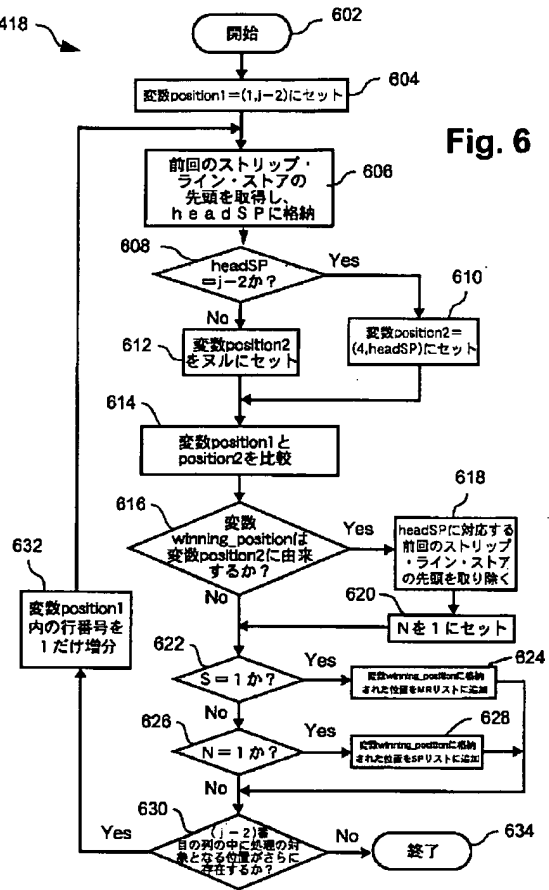 418
開始
602
変数position1=(1,j-2)にセット
604
Fig. 6
前回のストリップ・
ライン・ストアの
先頭を取得し、
headSPに格納
606
608
headSP
=j-2か?
Yes
No
610
変数position2=
(4,headSP)にセット
612
変数position2
をヌルにセット
614
変数position1と
position2を比較
616
変数
winning_positionは
変数position2に由来
するか?
Yes
No
618
headSPに対応する
前回のストリップ
・ライン・ストア
の先頭を取り除く
620
Nを1にセット
632
変数position1
内の行番号を
1だけ増分
622
S=1か?
Yes
No
624
変数winning_positionに格納
された位置をMRリストに追加
626
N=1か?
Yes
No
628
変数winning_positionに格納
された位置をSPリストに追加
630
(j-2)番
目の列の中に処理の対
象となる位置がさらに
存在するか?
Yes
No
終了
634